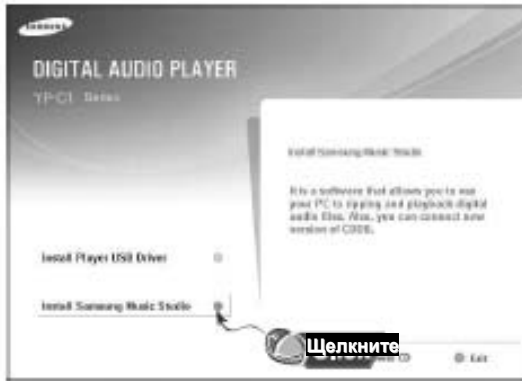 SAMSUNG
DIGITAL AUDIO PLAYER
YP-C1 Series
Install Samsung Music Studio
It is a software that allows you to use
your PC to ripping and playback digital
audio files. Also, you can connect new
version of CDDB.
Install Player USB Driver
Install Samsung Music Studio
Щелкните
CD
Exit